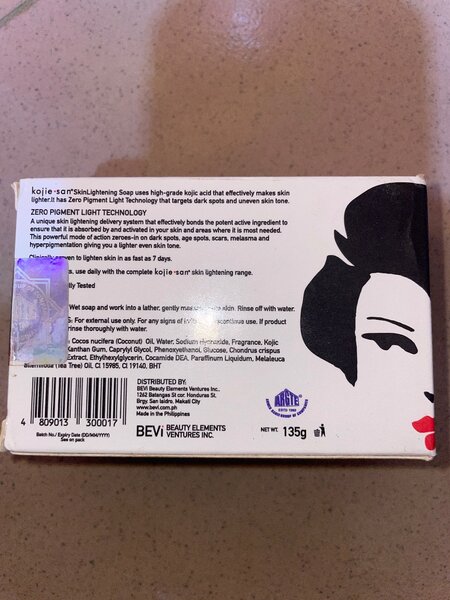 kojie·san® SkinLightening Soap uses high-grade kojic acid that effectively makes skin
lighter.It has Zero Pigment Light Technology that targets dark spots and uneven skin tone.
ZERO PIGMENT LIGHT TECHNOLOGY
A unique skin lightening delivery system that effectively bonds the potent active ingredient to
ensure that it is absorbed by and activated in your skin and areas where it is most needed.
This powerful mode of action zeroes-in on dark spots, age spots, scars, melasma and
hyperpigmentation giving you a lighter even skin tone.
Clinically proven to lighten skin in as fast as 7 days.
use daily with the complete kojie·san® skin lightening range.
Tested
Wet soap and work into a lather, gently skin. Rinse off with water.
For external use only. For any signs of discontinue use. If product
rinse thoroughly with water.
Cocos nucifera (Coconut) Oil, Water, Sodium Hydroxide, Fragrance, Kojic
Xanthan Gum, Caprylyl Glycol, Phenoxyethanol, Glucose, Chondrus crispus
Extract, Ethylhexylglycerin, Cocamide DEA, Paraffinum Liquidum, Melaleuca
(Tea Tree) Oil, CI 15985, CI 19140, BHT
4 809013 300017
Batch No./ Expiry Date (DD/MM/YYYY)
See on pack
DISTRIBUTED BY:
BEVi Beauty Elements Ventures Inc.
1262 Batangas St cor. Honduras St.
Brgy. San Isidro, Makati City
www.bevi.com.ph
Made in the Philippines
BEVi BEAUTY ELEMENTS
VENTURES INC.
NET WT. 135g